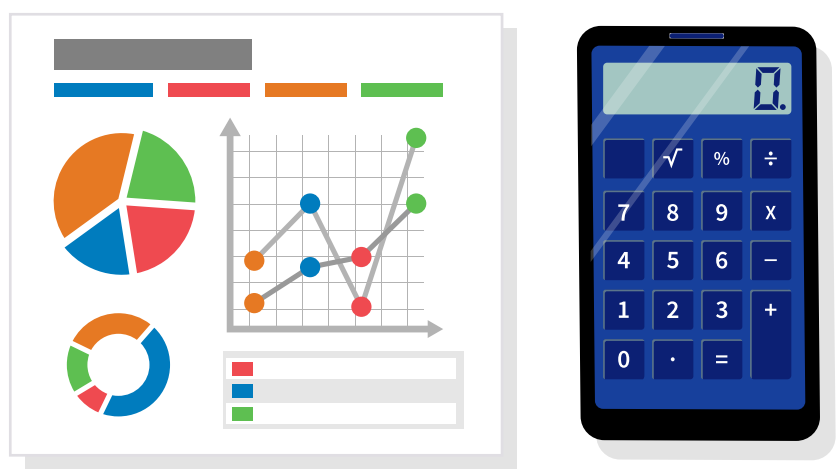 0.
√ % ÷
7 8 9 x
4 5 6 −
1 2 3 +
0 · =